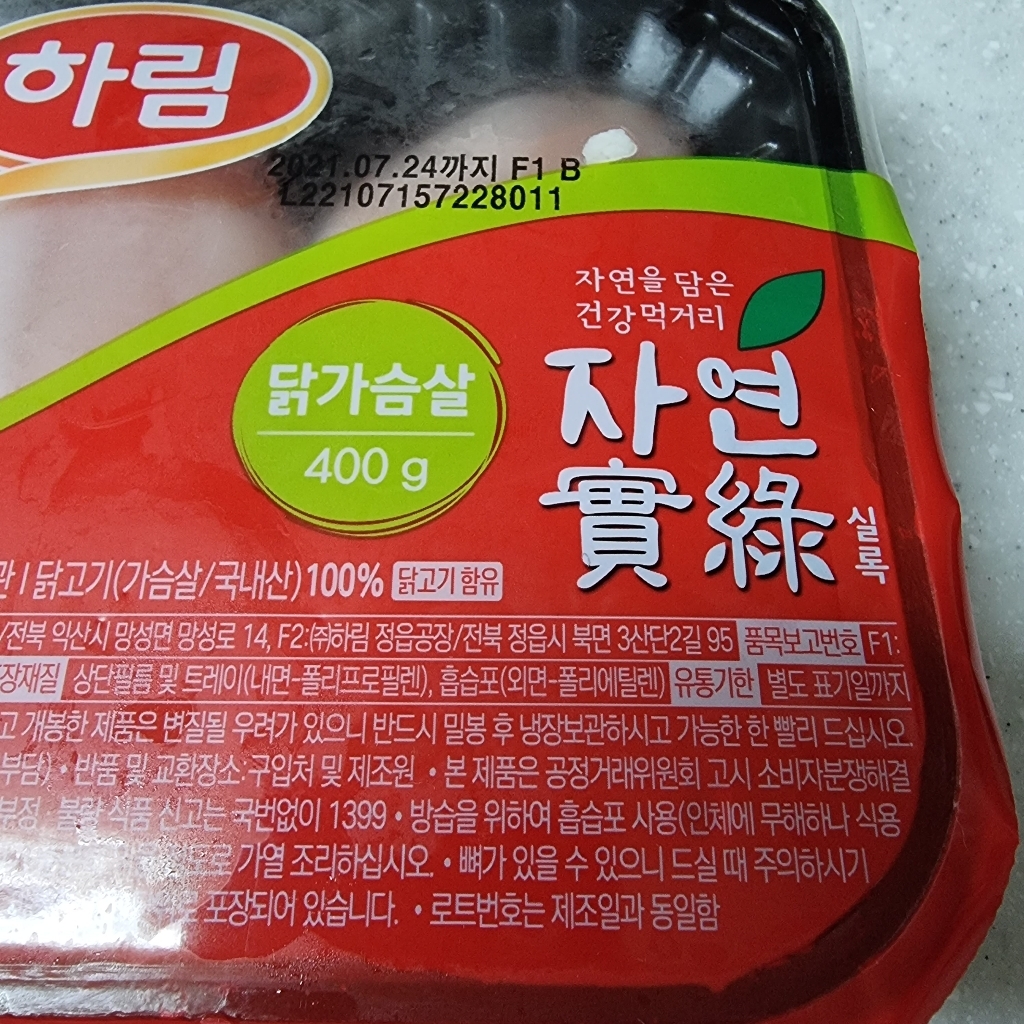 하림
2021.07.24까지 F1 B
L22107157228011
자연을 담은
건강먹거리
자연
實綠
실록
닭가슴살
400 g
관 I 닭고기(가슴살/국내산)100% 닭고기 함유
/전북 익산시 망성면 망성로 14, F2:㈜하림 정읍공장/전북 정읍시 북면 3산단2길 95 품목보고번호 F1:
장재질 상단필름 및 트레이(내면-폴리프로필렌), 흡습포(외면-폴리에틸렌) 유통기한 별도 표기일까지
고 개봉한 제품은 변질될 우려가 있으니 반드시 밀봉 후 냉장보관하시고 가능한 한 빨리 드십시오.
부담) • 반품 및 교환장소:구입처 및 제조원 • 본 제품은 공정거래위원회 고시 소비자분쟁해결
부정 불량 식품 신고는 국번없이 1399 • 방습을 위하여 흡습포 사용(인체에 무해하나 식용
가열 조리하십시오. • 뼈가 있을 수 있으니 드실 때 주의하시기
포장되어 있습니다. • 로트번호는 제조일과 동일함